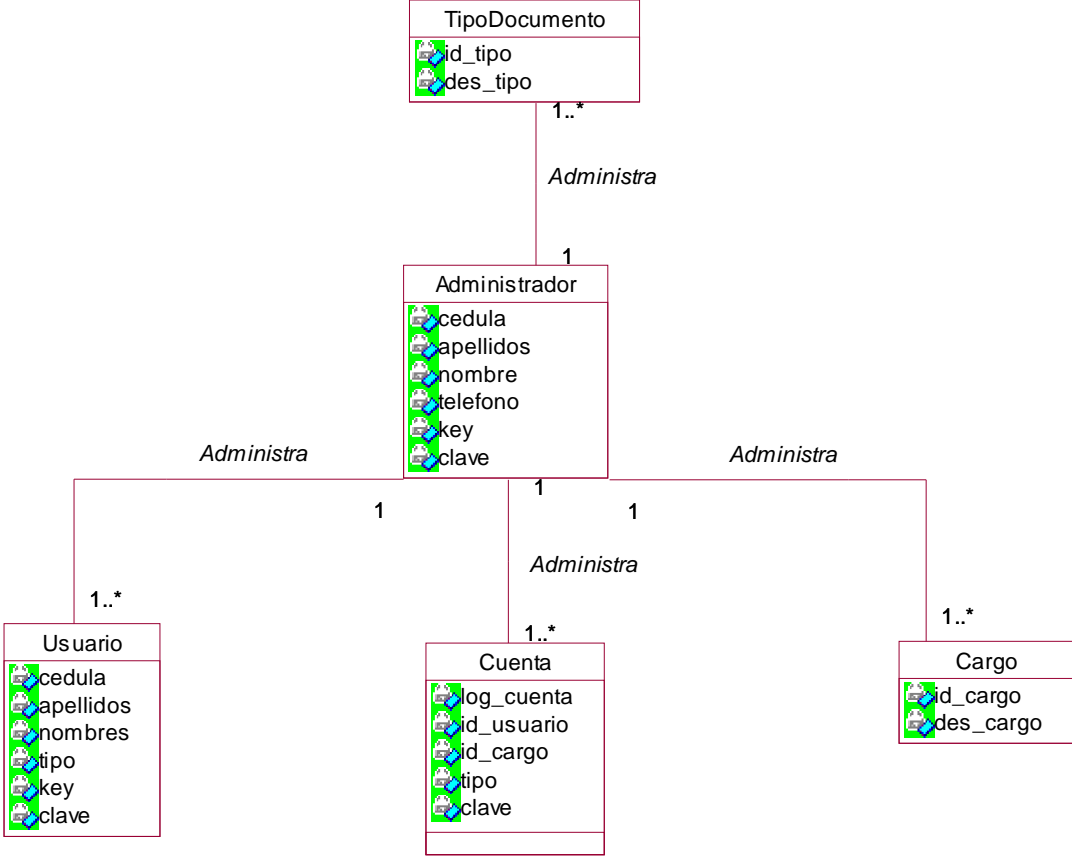 TipoDocumento
id_tipo
des_tipo
1..*
Administra
1
Administrador
cedula
apellidos
nombre
telefono
key
clave
Administra
Administra
1
1
1
Administra
1..*
1..*
1..*
Usuario
cedula
apellidos
nombres
tipo
key
clave
Cuenta
log_cuenta
id_usuario
id_cargo
tipo
clave
Cargo
id_cargo
des_cargo